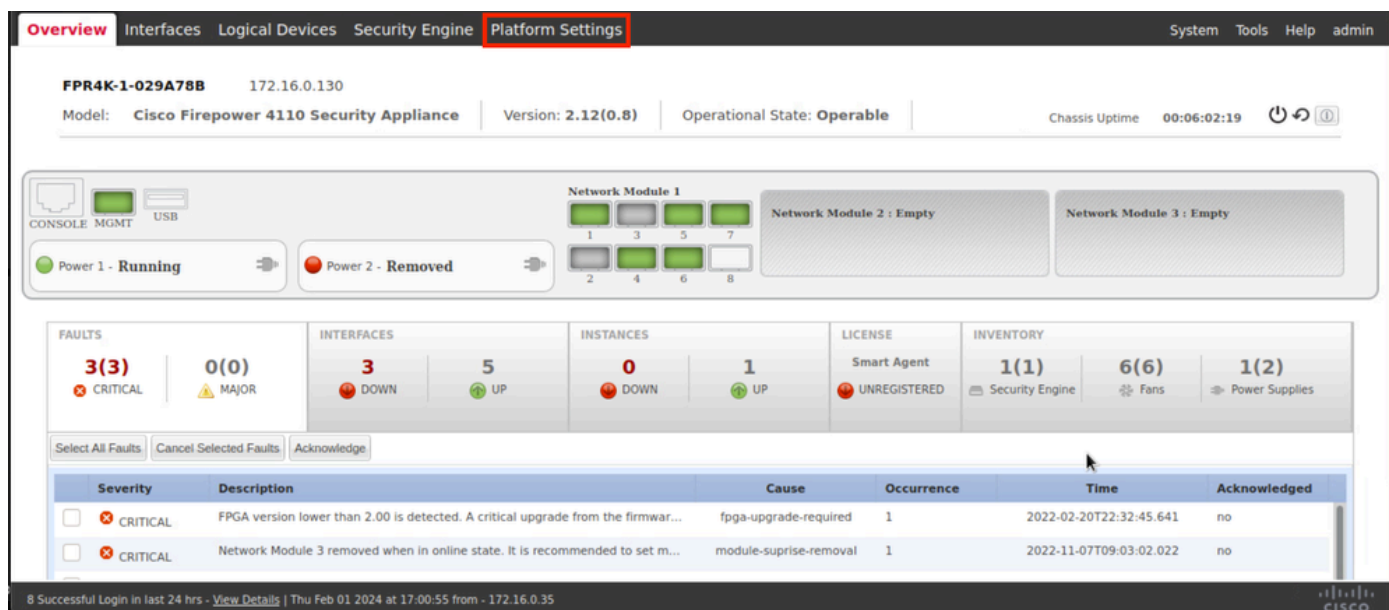 Overview Interfaces Logical Devices Security Engine Platform Settings System Tools Help admin
FPR4K-1-029A78B 172.16.0.130
Model: Cisco Firepower 4110 Security Appliance Version: 2.12(0.8) Operational State: Operable Chassis Uptime 00:06:02:19
Network Module 1
CONSOLE MGMT USB
1 3 5 7
Network Module 2 : Empty Network Module 3 : Empty
Power 1 - Running Power 2 - Removed
2 4 6 8
FAULTS INTERFACES INSTANCES LICENSE INVENTORY
3(3) 0(0) 3 5 0 1 Smart Agent 1(1) 6(6) 1(2)
CRITICAL MAJOR DOWN UP DOWN UP UNREGISTERED Security Engine Fans Power Supplies
Select All Faults Cancel Selected Faults Acknowledge
Severity Description Cause Occurrence Time Acknowledged
CRITICAL FPGA version lower than 2.00 is detected. A critical upgrade from the firmwar... fpga-upgrade-required 1 2022-02-20T22:32:45.641 no
CRITICAL Network Module 3 removed when in online state. It is recommended to set m... module-suprise-removal 1 2022-11-07T09:03:02.022 no
8 Successful Login in last 24 hrs - View Details | Thu Feb 01 2024 at 17:00:55 from - 172.16.0.35
CISCO